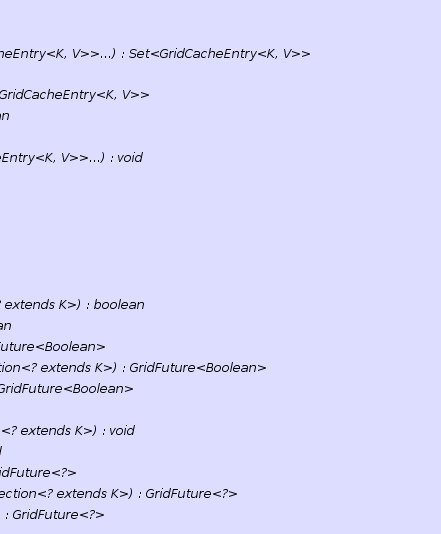 heEntry<K, V>>...) : Set<GridCacheEntry<K, V>>
GridCacheEntry<K, V>>
an
eEntry<K, V>>...) : void
? extends K>) : boolean
an
uture<Boolean>
tion<? extends K>) : GridFuture<Boolean>
GridFuture<Boolean>
<? extends K>) : void
d
idFuture<?>
ection<? extends K>) : GridFuture<?>
: GridFuture<?>